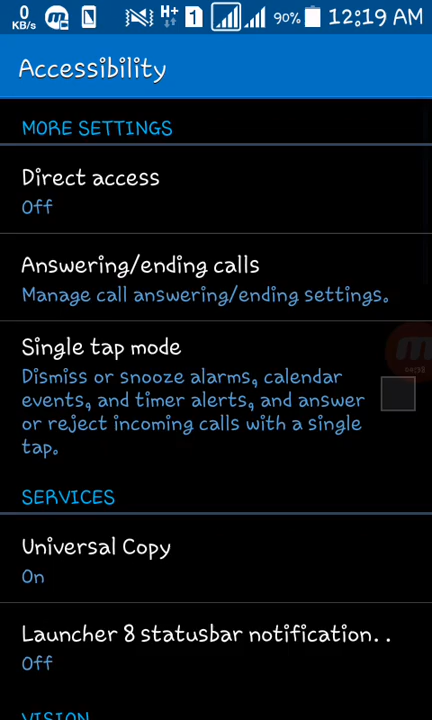 0
KB/s
H+
1
90%
12:19 AM
Accessibility
MORE SETTINGS
Direct access
Off
Answering/ending calls
Manage call answering/ending settings.
Single tap mode
Dismiss or snooze alarms, calendar
events, and timer alerts, and answer
or reject incoming calls with a single
tap.
SERVICES
Universal Copy
On
Launcher 8 statusbar notification. .
Off
VISION